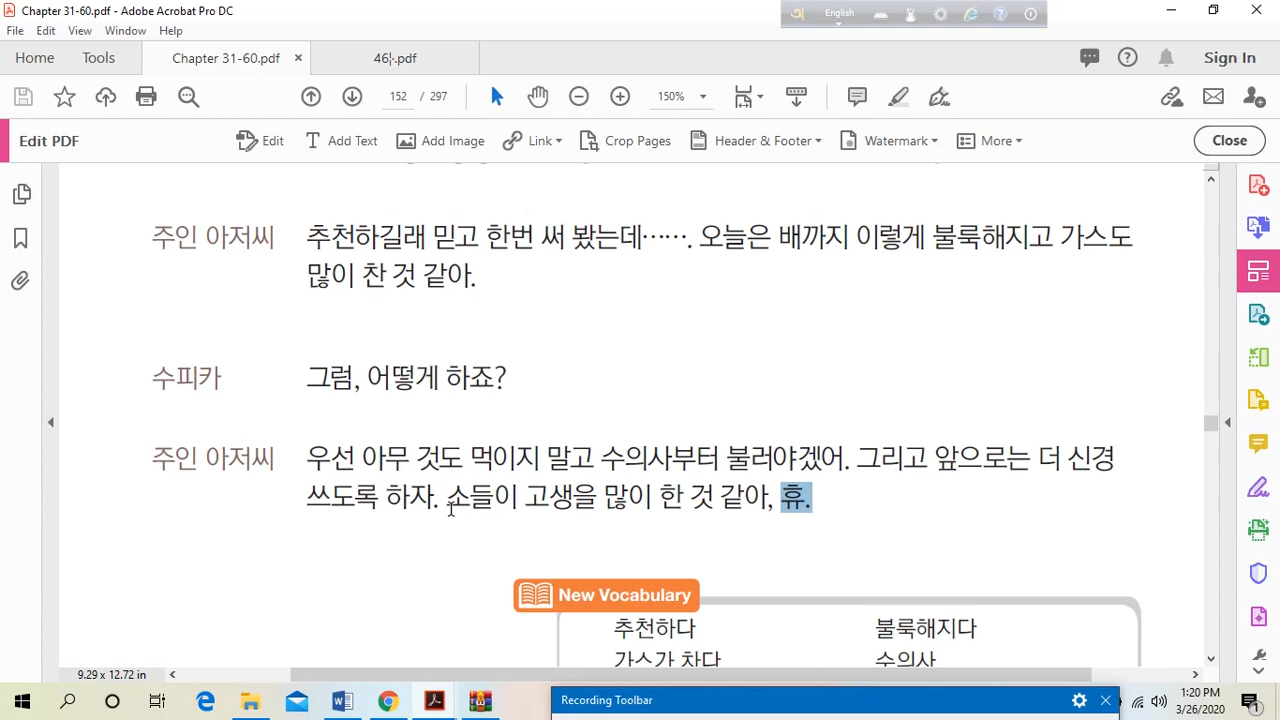 Chapter 31-60.pdf - Adobe Acrobat Pro DC
English
File Edit View Window Help
Home Tools Chapter 31-60.pdf × 46.pdf Sign In
152 / 297 150%
Edit PDF Edit Add Text Add Image Link Crop Pages Header & Footer Watermark More Close
주인 아저씨 추천하길래 믿고 한번 써 봤는데……. 오늘은 배까지 이렇게 불룩해지고 가스도
많이 찬 것 같아.
수피카 그럼, 어떻게 하죠?
주인 아저씨 우선 아무 것도 먹이지 말고 수의사부터 불러야겠어. 그리고 앞으로는 더 신경
쓰도록 하자. 소들이 고생을 많이 한 것 같아, 휴.
New Vocabulary
추천하다 불룩해지다
가스가 차다 수의사
9.29 x 12.72 in
Recording Toolbar
1:20 PM
3/26/2020